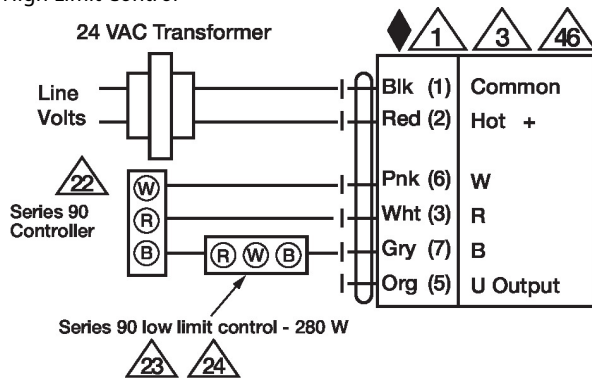 High Limit Control
24 VAC Transformer
1 3 46
Line
Volts
Blk (1) Common
Red (2) Hot +
22
Series 90
Controller
W
R
B
R W B
Pnk (6) W
Wht (3) R
Gry (7) B
Org (5) U Output
Series 90 low limit control - 280 W
23 24